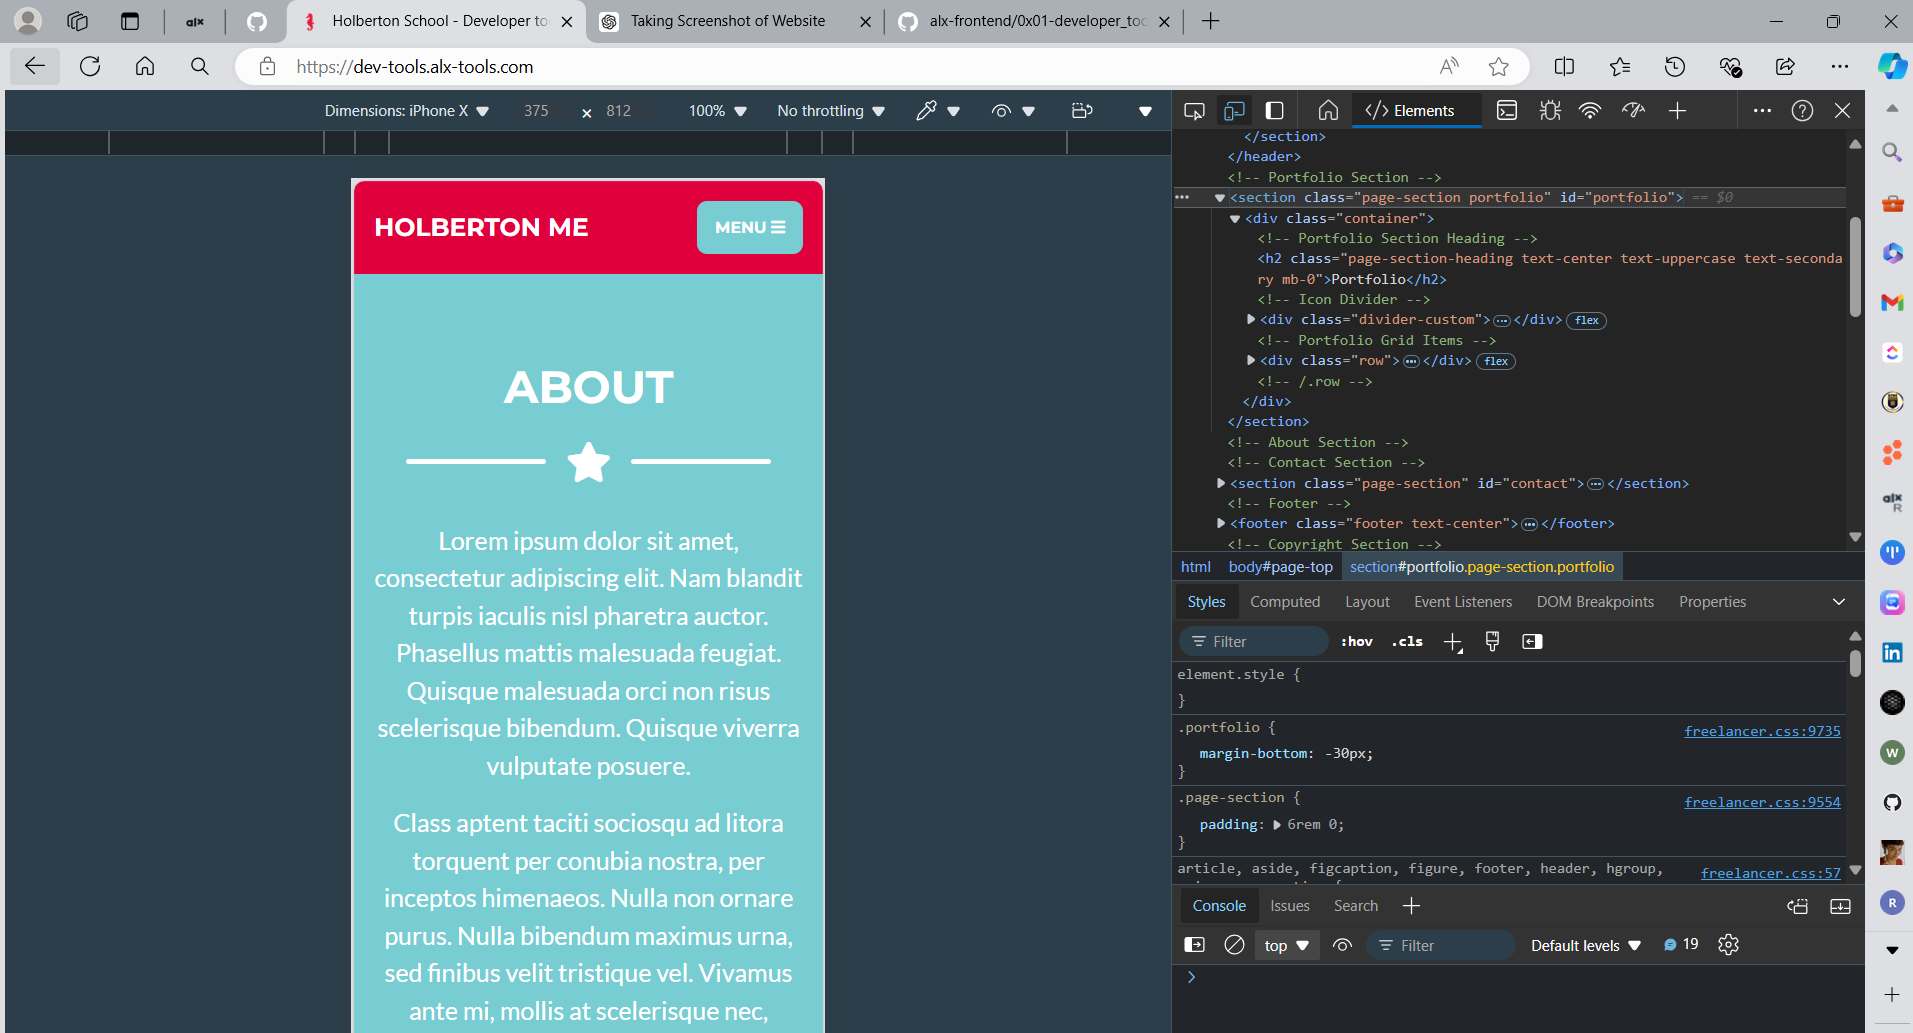 alx
Holberton School - Developer to
Taking Screenshot of Website
alx-frontend/0x01-developer_too
https://dev-tools.alx-tools.com
Dimensions: iPhone X
375 × 812
100%
No throttling
HOLBERTON ME
MENU
ABOUT
Lorem ipsum dolor sit amet,
consectetur adipiscing elit. Nam blandit
turpis iaculis nisl pharetra auctor.
Phasellus mattis malesuada feugiat.
Quisque malesuada orci non risus
scelerisque bibendum. Quisque viverra
vulputate posuere.
Class aptent taciti sociosqu ad litora
torquent per conubia nostra, per
inceptos himenaeos. Nulla non ornare
purus. Nulla bibendum maximus urna,
sed finibus velit tristique vel. Vivamus
ante mi, mollis at scelerisque nec,
Elements
</section>
</header>
<!-- Portfolio Section -->
<section class="page-section portfolio" id="portfolio"> == $0
<div class="container">
<!-- Portfolio Section Heading -->
<h2 class="page-section-heading text-center text-uppercase text-seconda
ry mb-0">Portfolio</h2>
<!-- Icon Divider -->
<div class="divider-custom">…</div> flex
<!-- Portfolio Grid Items -->
<div class="row">…</div> flex
<!-- /.row -->
</div>
</section>
<!-- About Section -->
<!-- Contact Section -->
<section class="page-section" id="contact">…</section>
<!-- Footer -->
<footer class="footer text-center">…</footer>
<!-- Copyright Section -->
html body#page-top section#portfolio.page-section.portfolio
Styles Computed Layout Event Listeners DOM Breakpoints Properties
Filter :hov .cls
element.style {
}
.portfolio { freelancer.css:9735
margin-bottom: -30px;
}
.page-section { freelancer.css:9554
padding: 6rem 0;
}
article, aside, figcaption, figure, footer, header, hgroup, freelancer.css:57
Console Issues Search
top Filter Default levels 19
alx
R
in
W
R